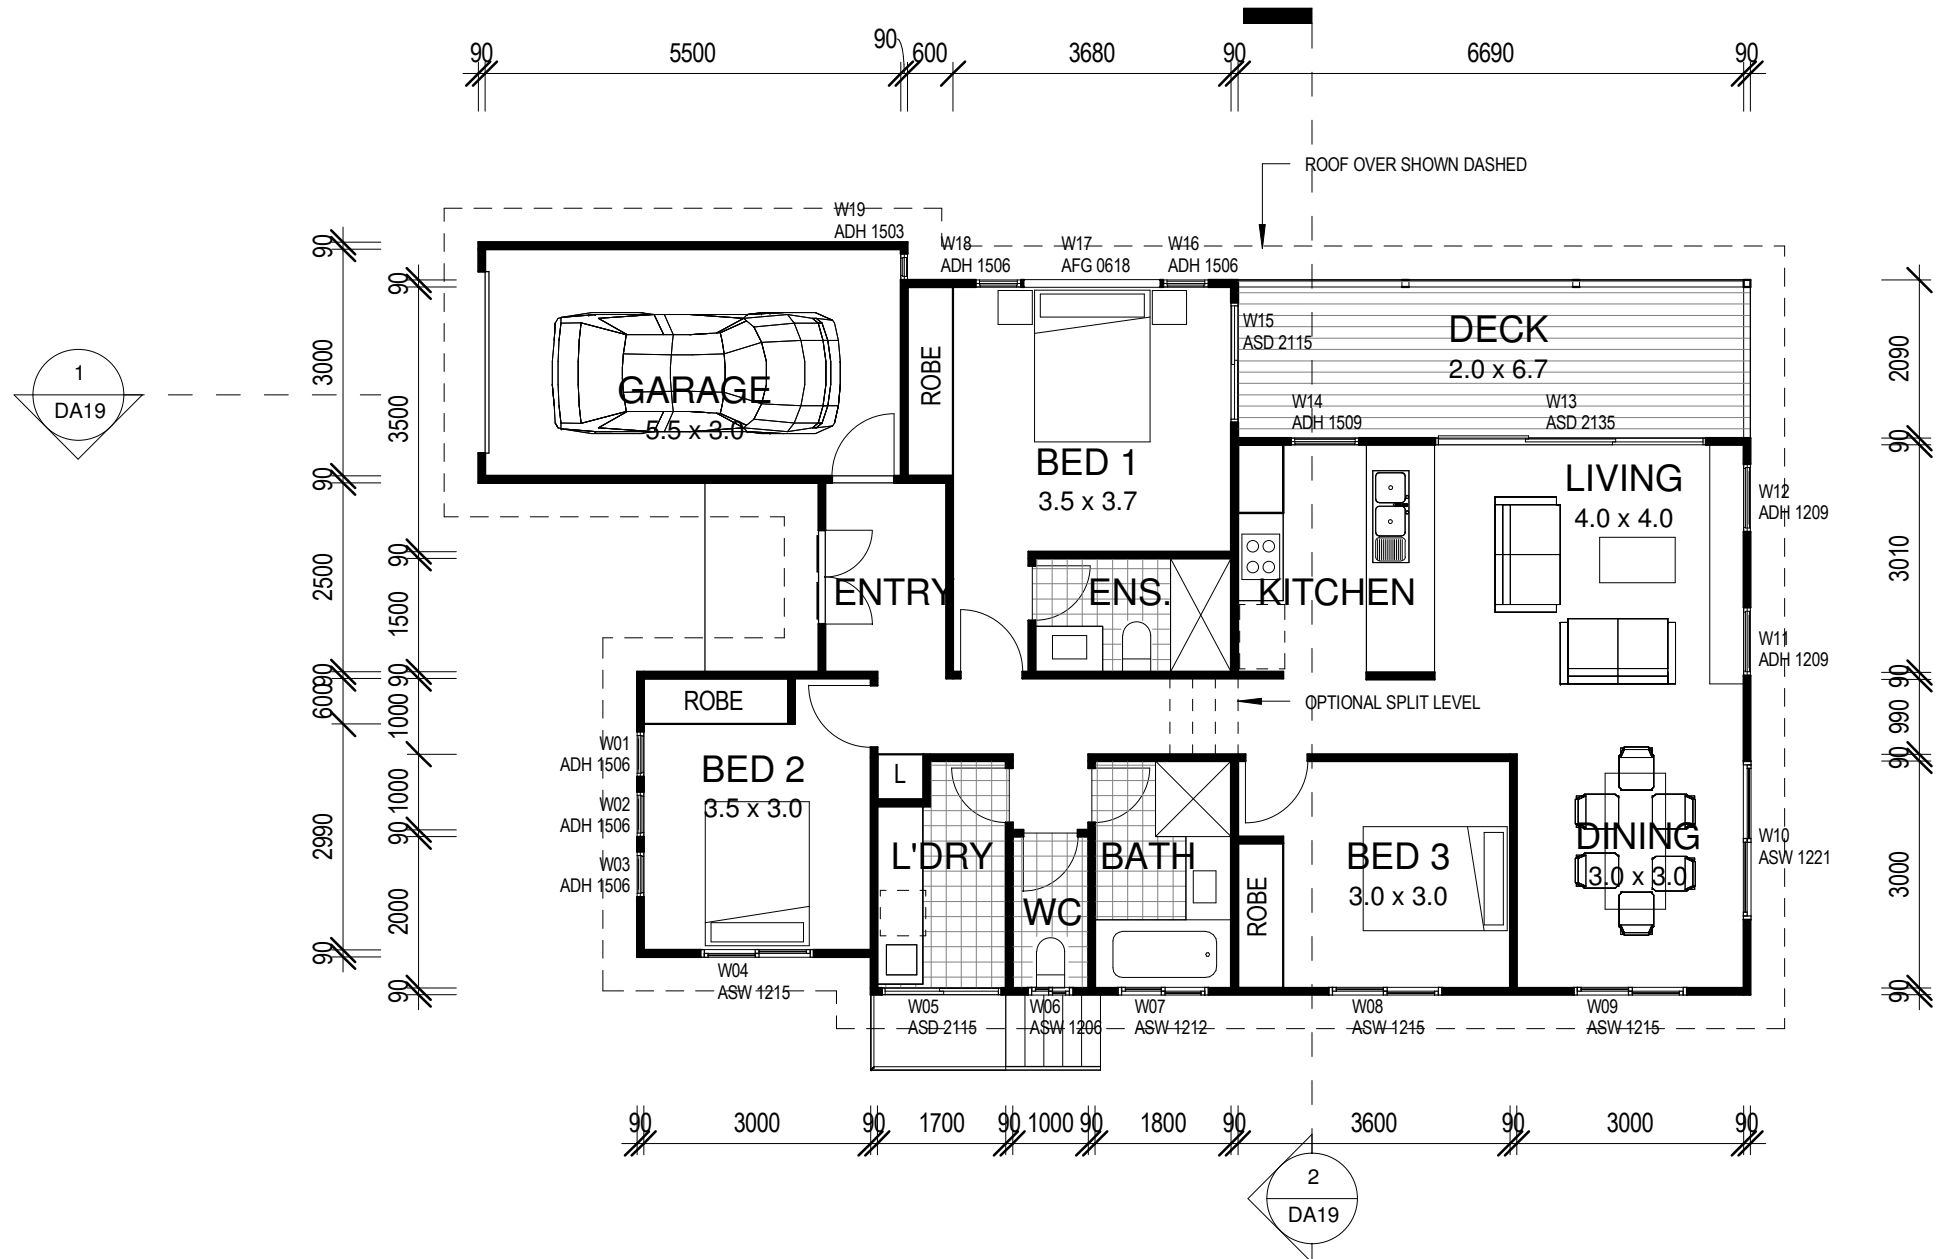 90 5500 90 600 3680 90 6690 90
ROOF OVER SHOWN DASHED
W19
ADH 1503
W18
ADH 1506
W17
AFG 0618
W16
ADH 1506
90
3000
90
2500
90
600
2990
90
90
3500
90
1500
90
1000
1000
90
2000
90
1
DA19
GARAGE
5.5 x 3.0
ROBE
BED 1
3.5 x 3.7
W15
ASD 2115
DECK
2.0 x 6.7
W14
ADH 1509
W13
ASD 2135
LIVING
4.0 x 4.0
W12
ADH 1209
ENTRY
ENS.
KITCHEN
W11
ADH 1209
ROBE
OPTIONAL SPLIT LEVEL
W01
ADH 1506
W02
ADH 1506
W03
ADH 1506
BED 2
3.5 x 3.0
L
L'DRY
WC
BATH
ROBE
BED 3
3.0 x 3.0
DINING
3.0 x 3.0
W10
ASW 1221
2090
90
3010
90
990
90
3000
90
W04
ASW 1215
W05
ASD 2115
W06
ASW 1206
W07
ASW 1212
W08
ASW 1215
W09
ASW 1215
90 3000 90 1700 90 1000 90 1800 90 3600 90 3000 90
2
DA19